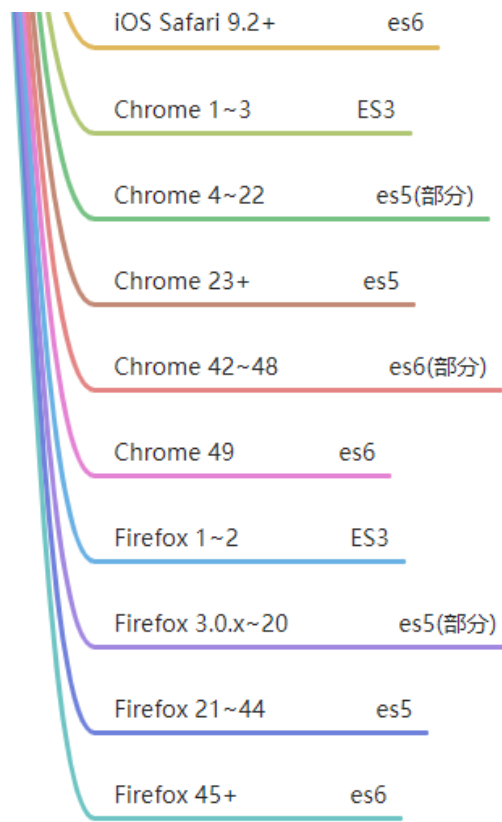 iOS Safari 9.2+ es6
Chrome 1~3 ES3
Chrome 4~22 es5(部分)
Chrome 23+ es5
Chrome 42~48 es6(部分)
Chrome 49 es6
Firefox 1~2 ES3
Firefox 3.0.x~20 es5(部分)
Firefox 21~44 es5
Firefox 45+ es6